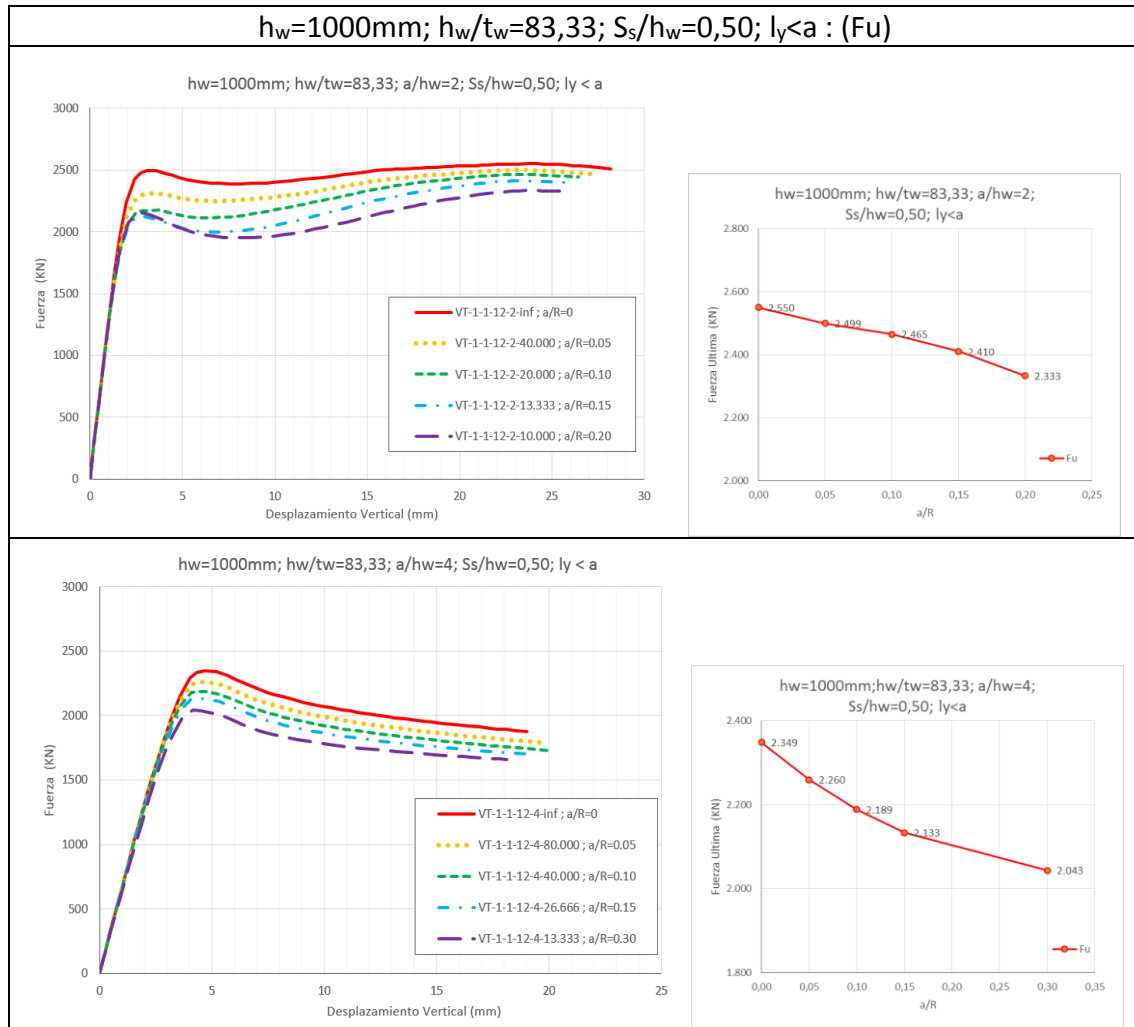 hw=1000mm; hw/tw=83,33; Ss/hw=0,50; ly<a : (Fu)
hw=1000mm; hw/tw=83,33; a/hw=2; Ss/hw=0,50; ly < a
3000
2500
2000
1500
1000
500
0
Fuerza (KN)
VT-1-1-12-2-inf ; a/R=0
VT-1-1-12-2-40.000 ; a/R=0.05
VT-1-1-12-2-20.000 ; a/R=0.10
VT-1-1-12-2-13.333 ; a/R=0.15
VT-1-1-12-2-10.000 ; a/R=0.20
0 5 10 15 20 25 30
Desplazamiento Vertical (mm)
hw=1000mm; hw/tw=83,33; a/hw=2;
Ss/hw=0,50; ly<a
2.800
2.600
2.400
2.200
2.000
Fuerza Ultima (KN)
2.550
2.499
2.465
2.410
2.333
Fu
0,00 0,05 0,10 0,15 0,20 0,25
a/R
hw=1000mm; hw/tw=83,33; a/hw=4; Ss/hw=0,50; ly < a
3000
2500
2000
1500
1000
500
0
Fuerza (KN)
VT-1-1-12-4-inf ; a/R=0
VT-1-1-12-4-80.000 ; a/R=0.05
VT-1-1-12-4-40.000 ; a/R=0.10
VT-1-1-12-4-26.666 ; a/R=0.15
VT-1-1-12-4-13.333 ; a/R=0.30
0 5 10 15 20 25
Desplazamiento Vertical (mm)
hw=1000mm;hw/tw=83,33; a/hw=4;
Ss/hw=0,50; ly<a
2.400
2.200
2.000
1.800
Fuerza Ultima (KN)
2.349
2.260
2.189
2.133
2.043
Fu
0,00 0,05 0,10 0,15 0,20 0,25 0,30 0,35
a/R